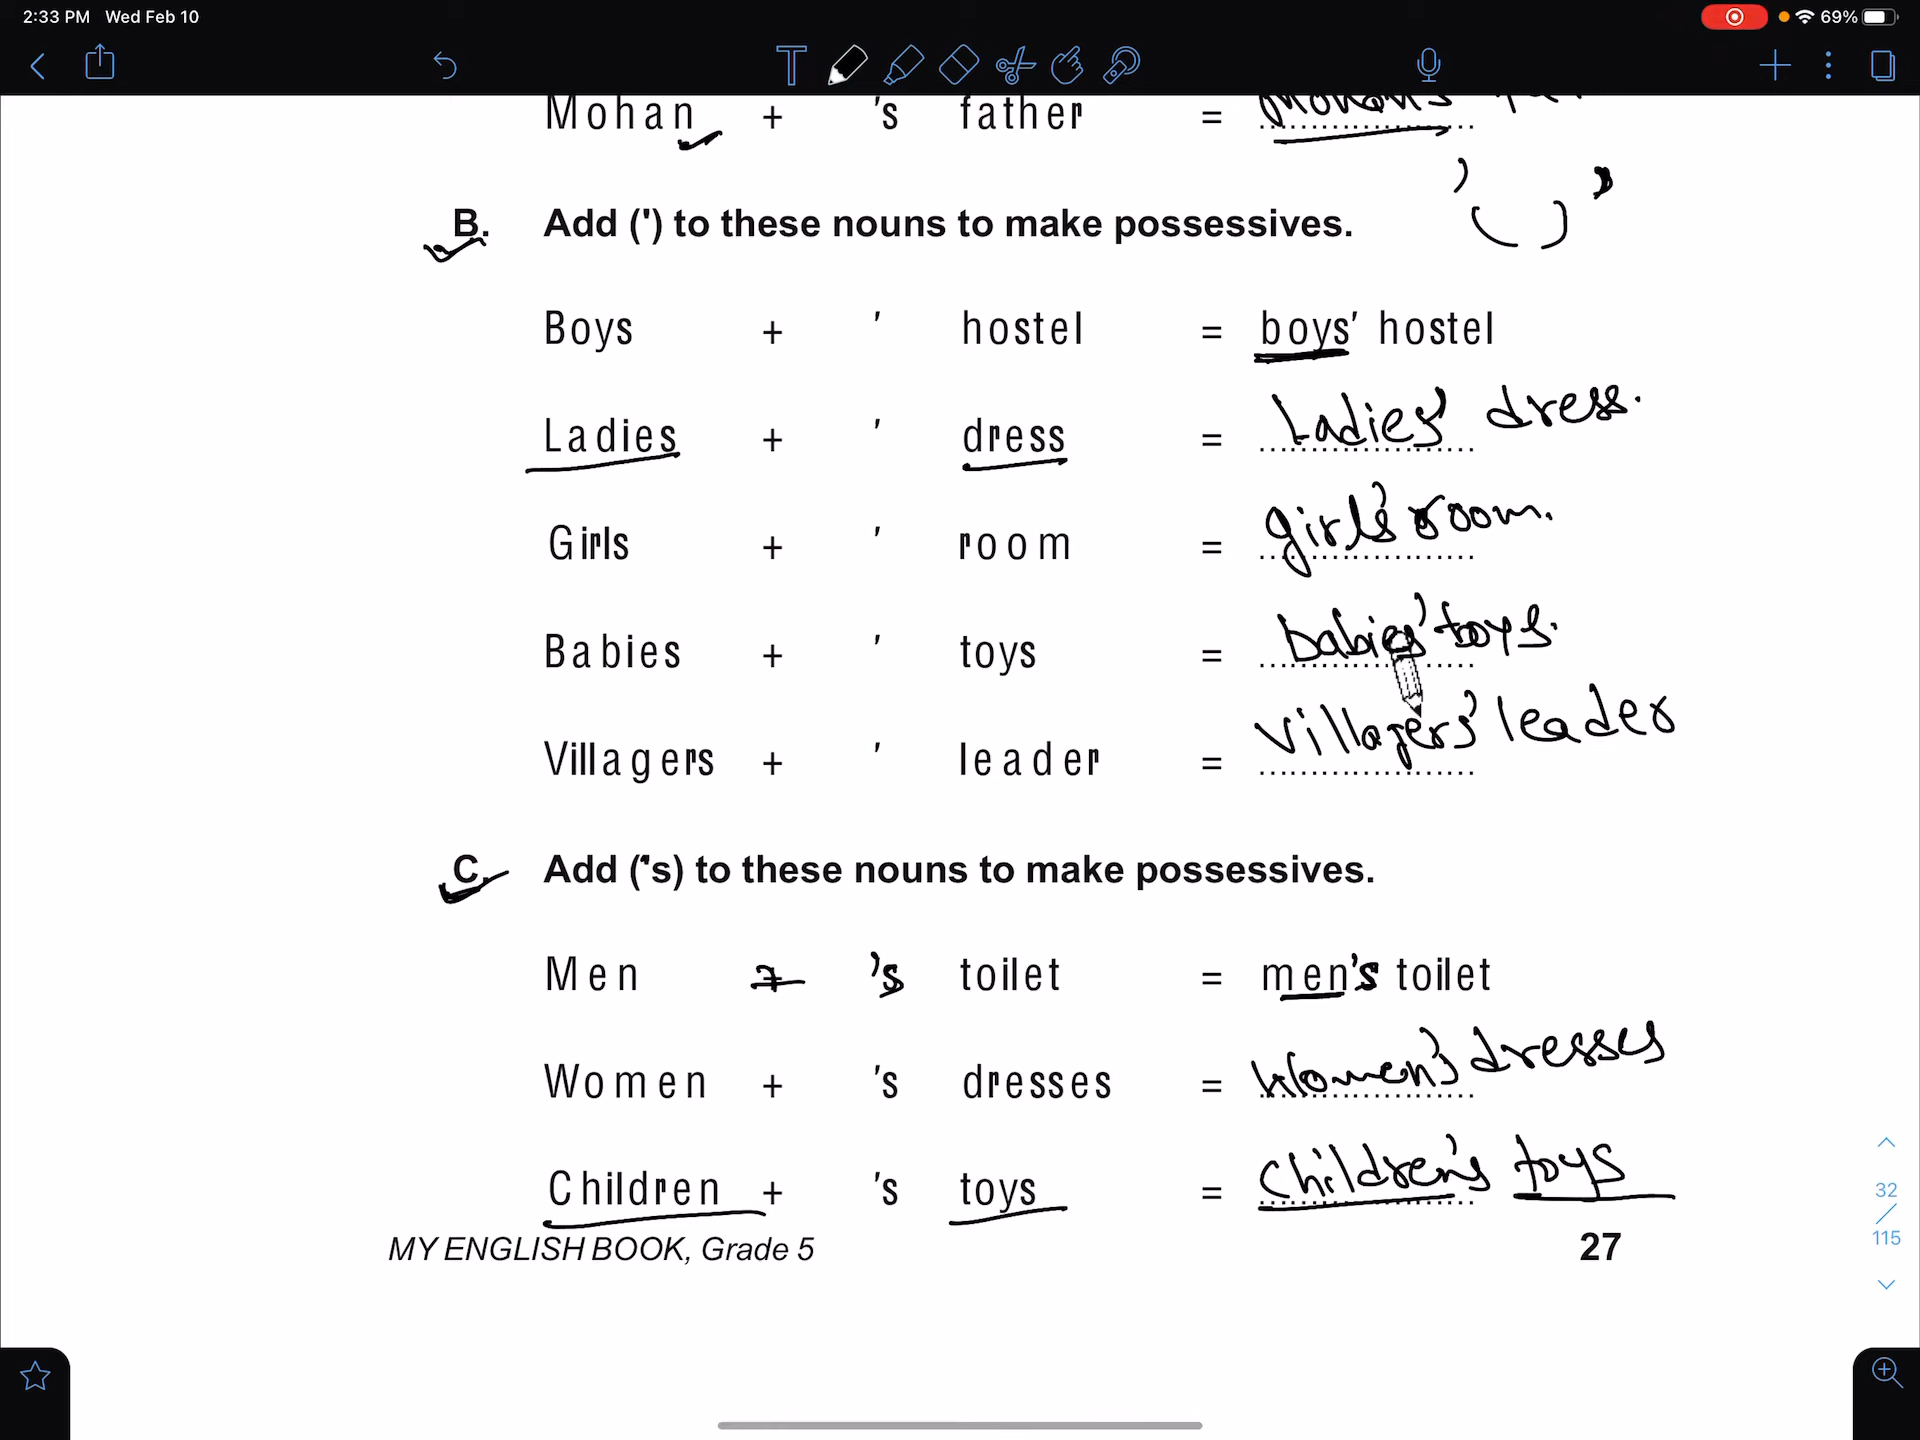 2:33 PM Wed Feb 10 69%
T
Mohan + 's father = Mohan's
B. Add (') to these nouns to make possessives.
Boys + ' hostel = boys' hostel
Ladies + ' dress = Ladies' dress.
Girls + ' room = girls' room.
Babies + ' toys = babies' toys.
Villagers + ' leader = Villagers' leader
C. Add ('s) to these nouns to make possessives.
Men + 's toilet = men's toilet
Women + 's dresses = Women's dresses
Children + 's toys = Children's toys
MY ENGLISH BOOK, Grade 5 27
32
/
115